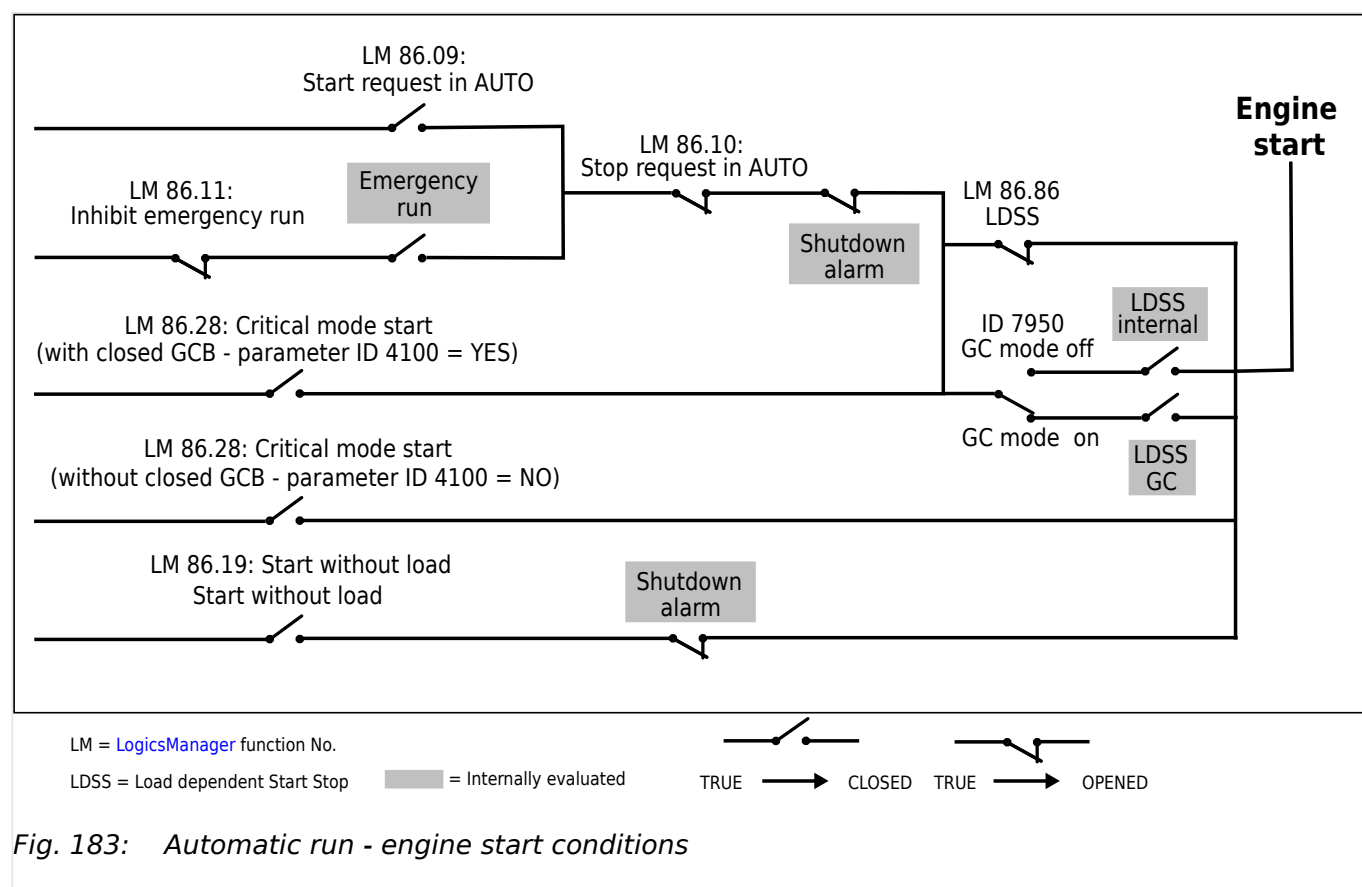 LM 86.09:
Start request in AUTO
Engine
start
LM 86.10:
Stop request in AUTO
LM 86.11:
Inhibit emergency run
Emergency
run
LM 86.86
LDSS
Shutdown
alarm
LM 86.28: Critical mode start
(with closed GCB - parameter ID 4100 = YES)
ID 7950
GC mode off
LDSS
internal
GC mode on
LDSS
GC
LM 86.28: Critical mode start
(without closed GCB - parameter ID 4100 = NO)
LM 86.19: Start without load
Start without load
Shutdown
alarm
LM = LogicsManager function No.
LDSS = Load dependent Start Stop
= Internally evaluated
TRUE CLOSED
TRUE OPENED
Fig. 183: Automatic run - engine start conditions